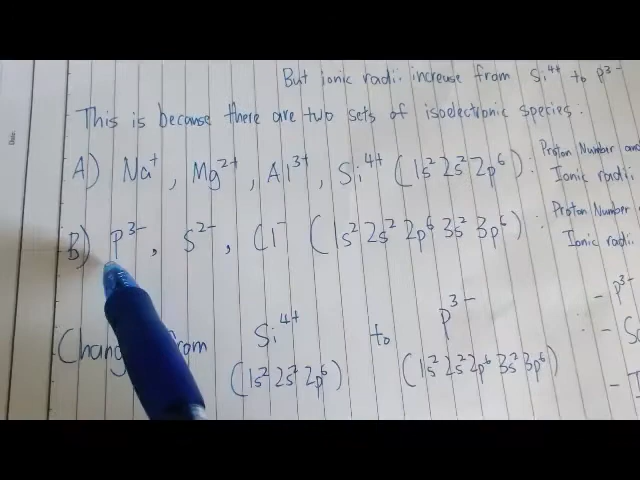 But ionic radii increase from Si⁴⁺ to P³⁻
This is because there are two sets of isoelectronic species:
A) Na⁺, Mg²⁺, Al³⁺, Si⁴⁺ (1s² 2s² 2p⁶) : Proton Number and
Ionic radii
B) P³⁻, S²⁻, Cl⁻ (1s² 2s² 2p⁶ 3s² 3p⁶) : Proton Number
Ionic radii
- P³⁻
Chang from Si⁴⁺ to P³⁻ : -
(1s² 2s² 2p⁶) (1s² 2s² 2p⁶ 3s² 3p⁶)
-